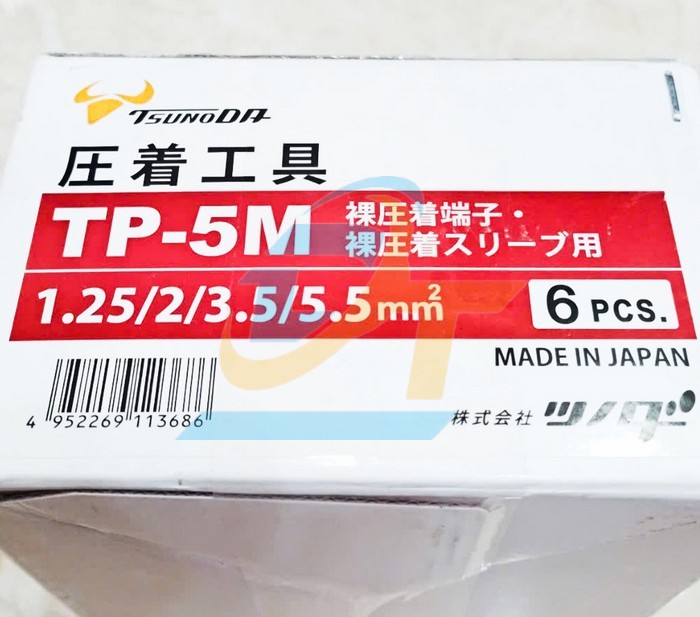 TSUNODA
圧着工具
TP-5M
裸圧着端子・
裸圧着スリーブ用
1.25/2/3.5/5.5mm²
6 PCS.
MADE IN JAPAN
4 952269 113686
株式会社 ツノダ